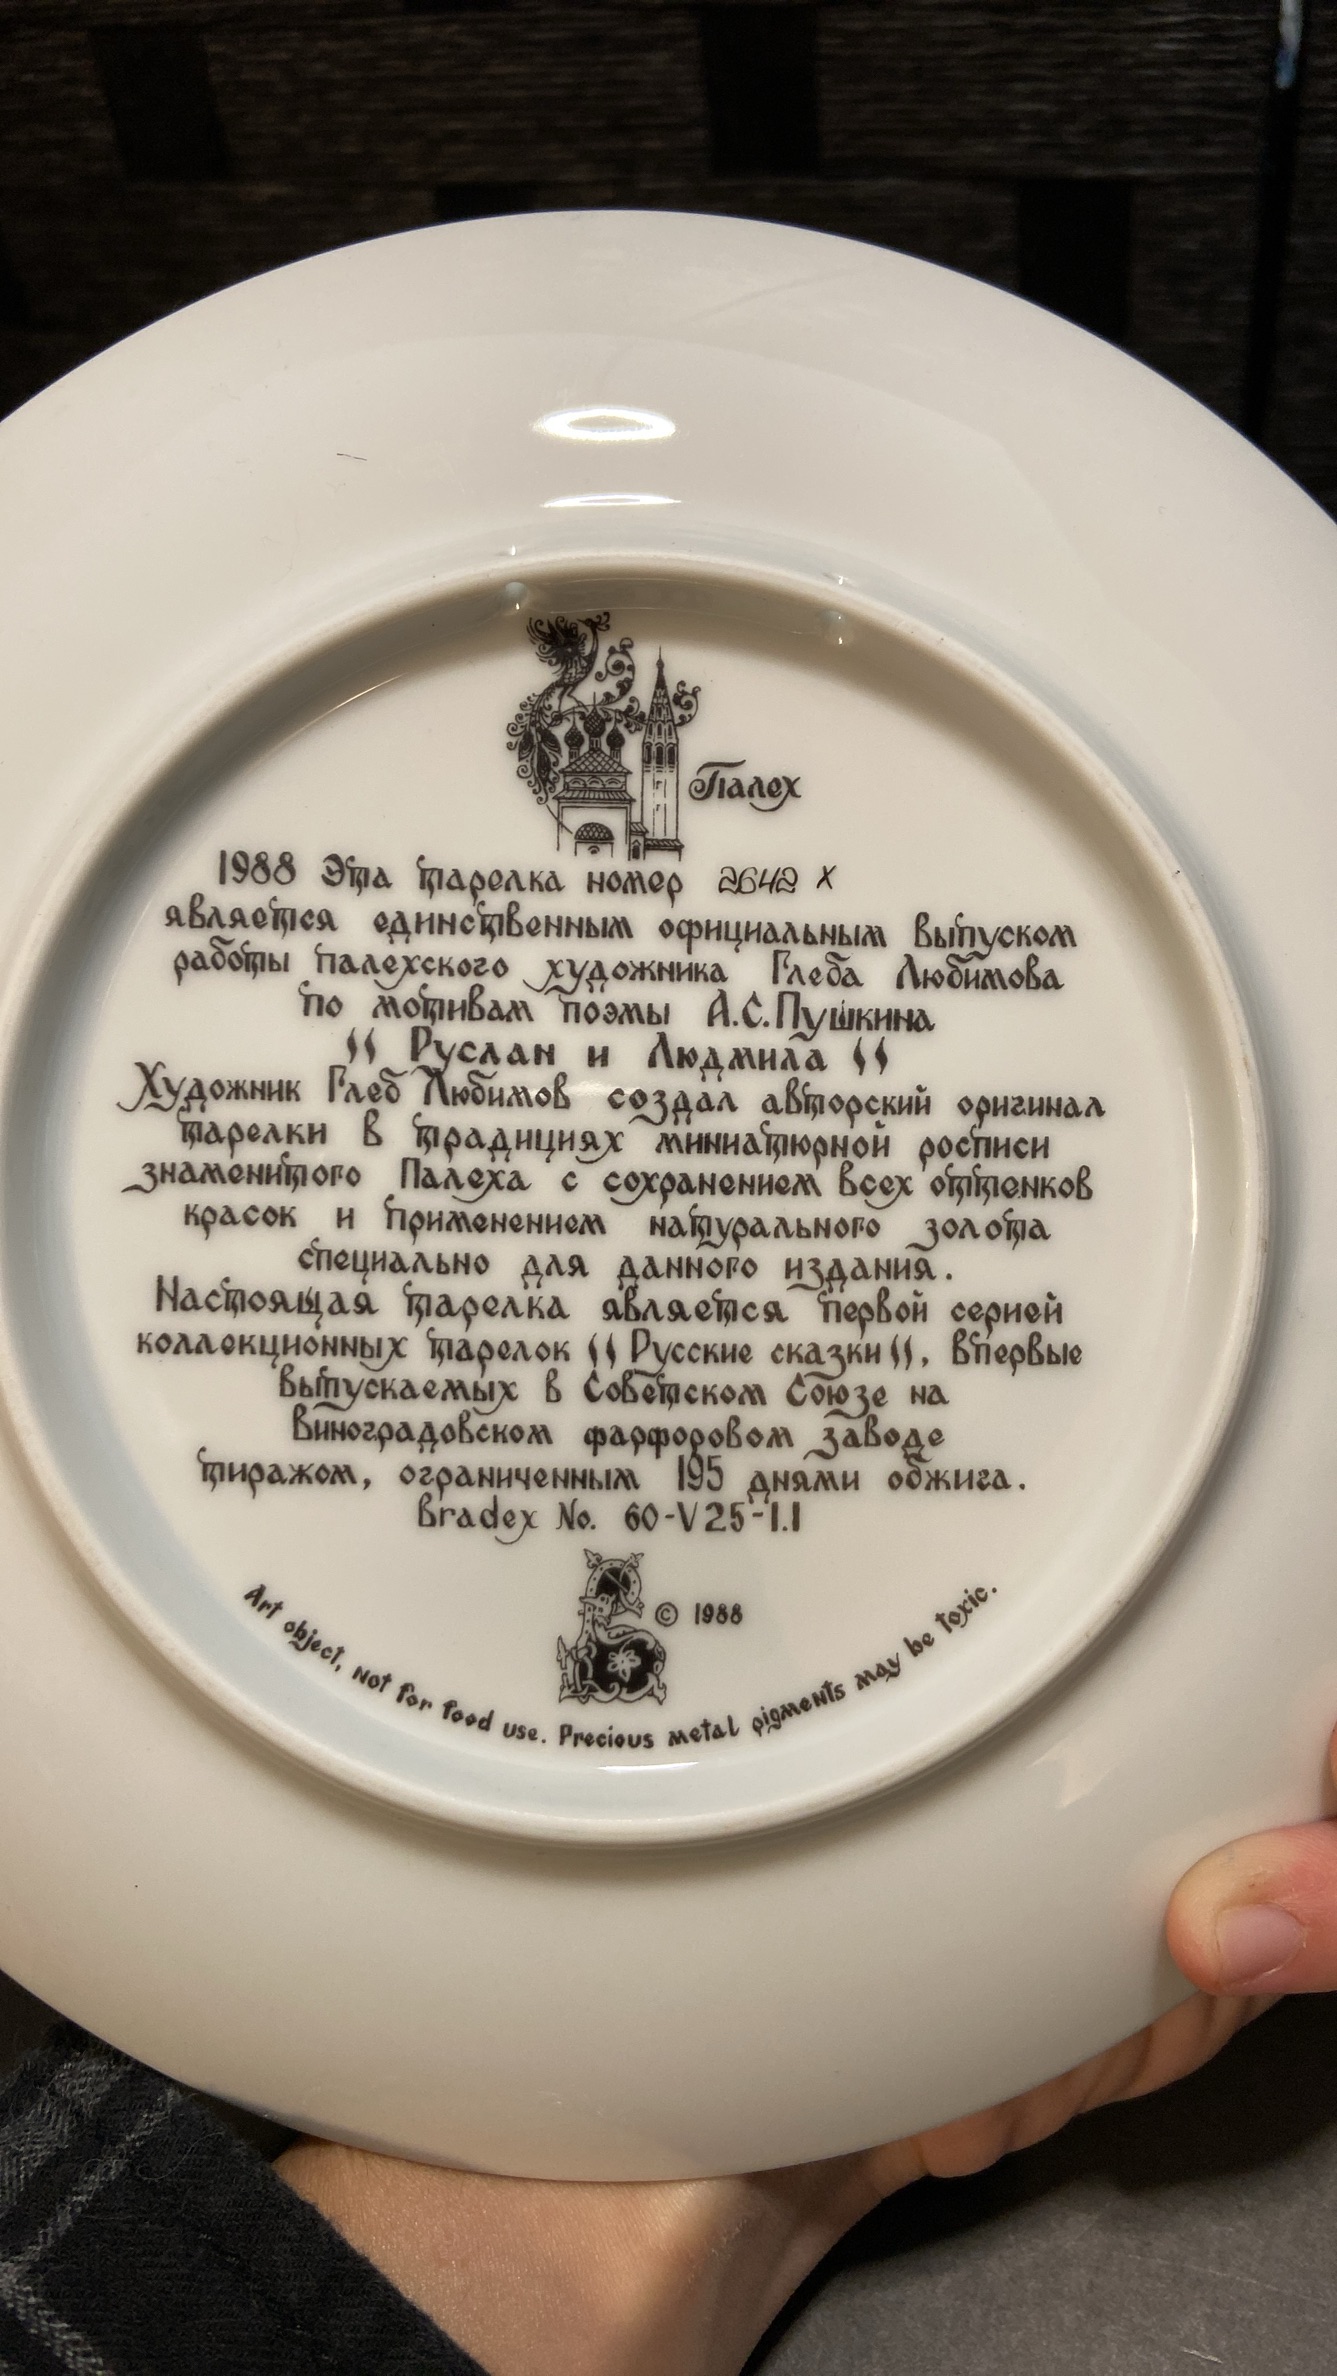 Палех
1988 Эта тарелка номер 2642 X
является единственным официальным выпуском
работы палехского художника Глеба Любимова
по мотивам поэмы А.С.Пушкина
"Руслан и Людмила"
Художник Глеб Любимов создал авторский оригинал
тарелки в традициях миниатюрной росписи
знаменитого Палеха с сохранением всех оттенков
красок и применением натурального золота
специально для данного издания.
Настоящая тарелка является первой серией
коллекционных тарелок "Русские сказки", впервые
выпускаемых в Советском Союзе на
Виноградовском фарфоровом заводе
тиражом, ограниченным 195 днями обжига.
Bradex No. 60-V25-1.1
© 1988
Art object, not for food use. Precious metal pigments may be toxic.